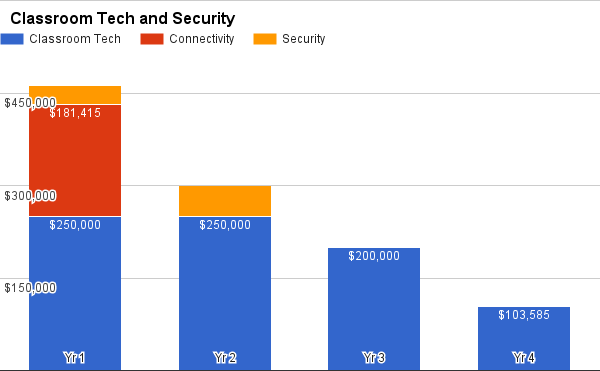 Classroom Tech and Security
Classroom Tech Connectivity Security
$450,000
$181,415
$300,000
$250,000 $250,000
$200,000
$150,000
$103,585
Yr 1 Yr 2 Yr 3 Yr 4